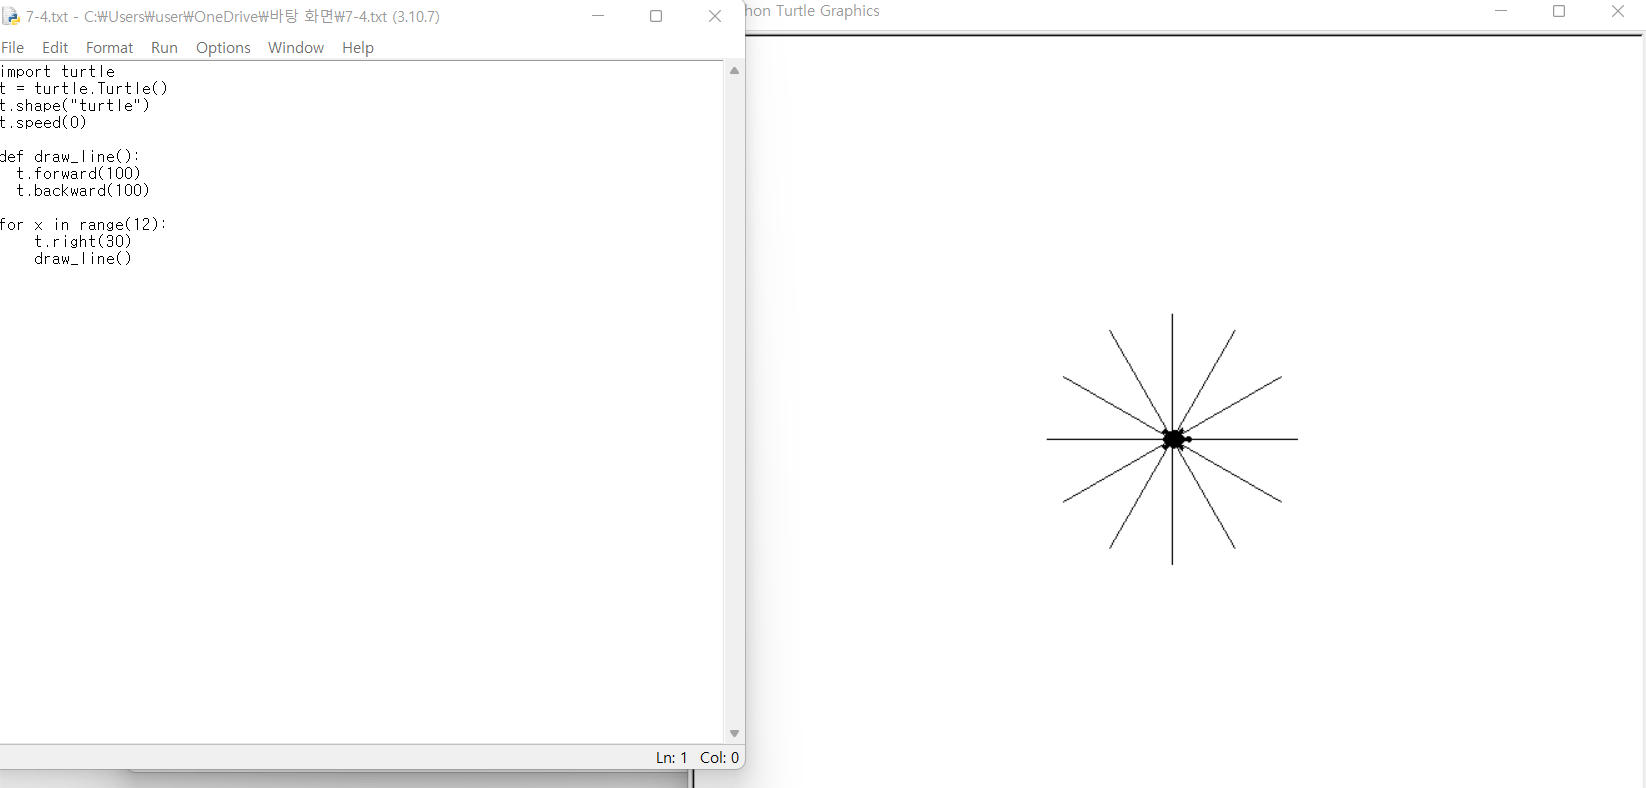 7-4.txt - C:₩Users₩user₩OneDrive₩바탕 화면₩7-4.txt (3.10.7)
File Edit Format Run Options Window Help
import turtle
t = turtle.Turtle()
t.shape("turtle")
t.speed(0)
def draw_line():
t.forward(100)
t.backward(100)
for x in range(12):
t.right(30)
draw_line()
Ln: 1 Col: 0
hon Turtle Graphics